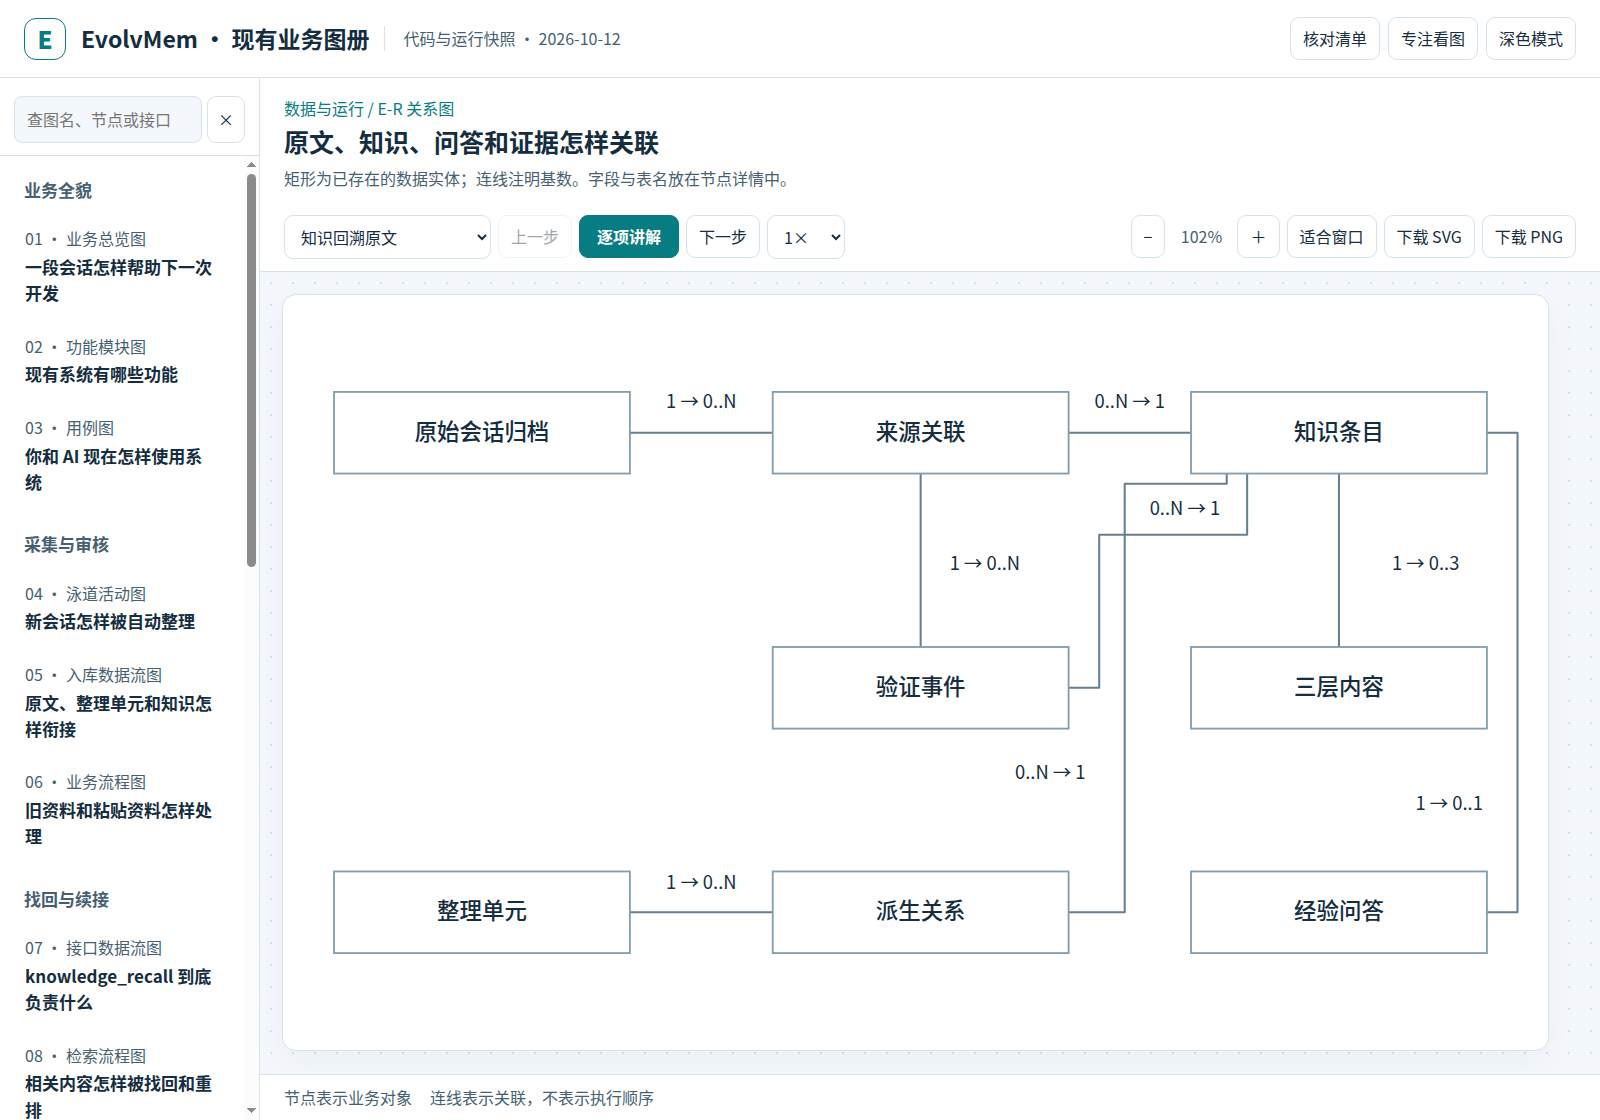 E
EvolvMem · 现有业务图册
代码与运行快照 · 2026-10-12
核对清单
专注看图
深色模式
查图名、节点或接口
×
业务全貌
01 · 业务总览图
一段会话怎样帮助下一次
开发
02 · 功能模块图
现有系统有哪些功能
03 · 用例图
你和 AI 现在怎样使用系
统
采集与审核
04 · 泳道活动图
新会话怎样被自动整理
05 · 入库数据流图
原文、整理单元和知识怎
样衔接
06 · 业务流程图
旧资料和粘贴资料怎样处
理
找回与续接
07 · 接口数据流图
knowledge_recall 到底
负责什么
08 · 检索流程图
相关内容怎样被找回和重
排
数据与运行 / E-R 关系图
原文、知识、问答和证据怎样关联
矩形为已存在的数据实体；连线注明基数。字段与表名放在节点详情中。
知识回溯原文
上一步
逐项讲解
下一步
1×
−
102%
＋
适合窗口
下载 SVG
下载 PNG
原始会话归档
1 → 0..N
来源关联
0..N → 1
知识条目
0..N → 1
1 → 0..N
1 → 0..3
验证事件
三层内容
0..N → 1
1 → 0..1
整理单元
1 → 0..N
派生关系
经验问答
节点表示业务对象 连线表示关联，不表示执行顺序